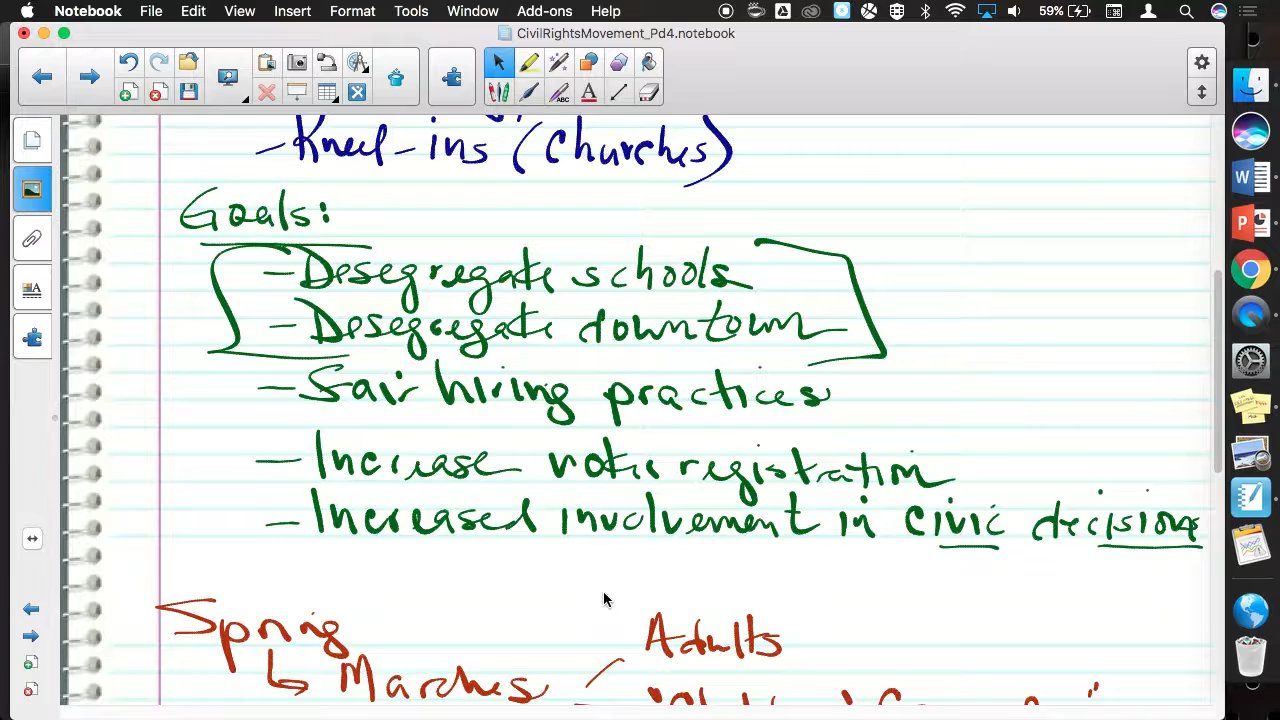 Notebook File Edit View Insert Format Tools Window Add-ons Help 59%
CivilRightsMovement_Pd4.notebook
- Kneel-ins (Churches)
Goals:
- Desegregate schools
- Desegregate downtown
- Fair hiring practices
- Increase voter registration
- Increased involvement in civic decisions
Spring
Adults
Marches